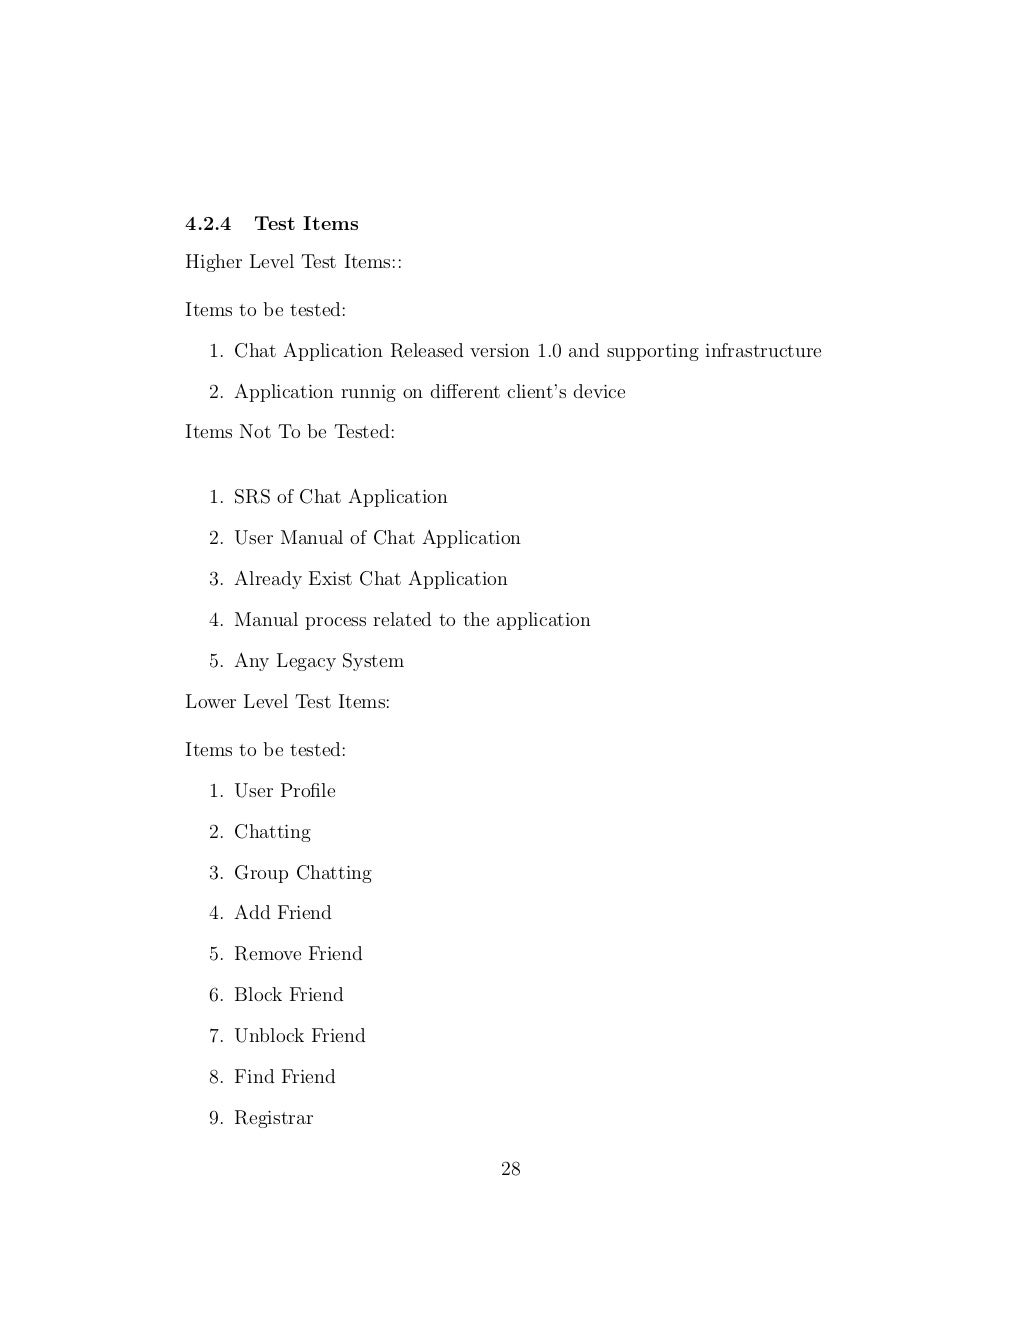 4.2.4 Test Items
Higher Level Test Items::
Items to be tested:
1. Chat Application Released version 1.0 and supporting infrastructure
2. Application runnig on different client's device
Items Not To be Tested:
1. SRS of Chat Application
2. User Manual of Chat Application
3. Already Exist Chat Application
4. Manual process related to the application
5. Any Legacy System
Lower Level Test Items:
Items to be tested:
1. User Profile
2. Chatting
3. Group Chatting
4. Add Friend
5. Remove Friend
6. Block Friend
7. Unblock Friend
8. Find Friend
9. Registrar
28